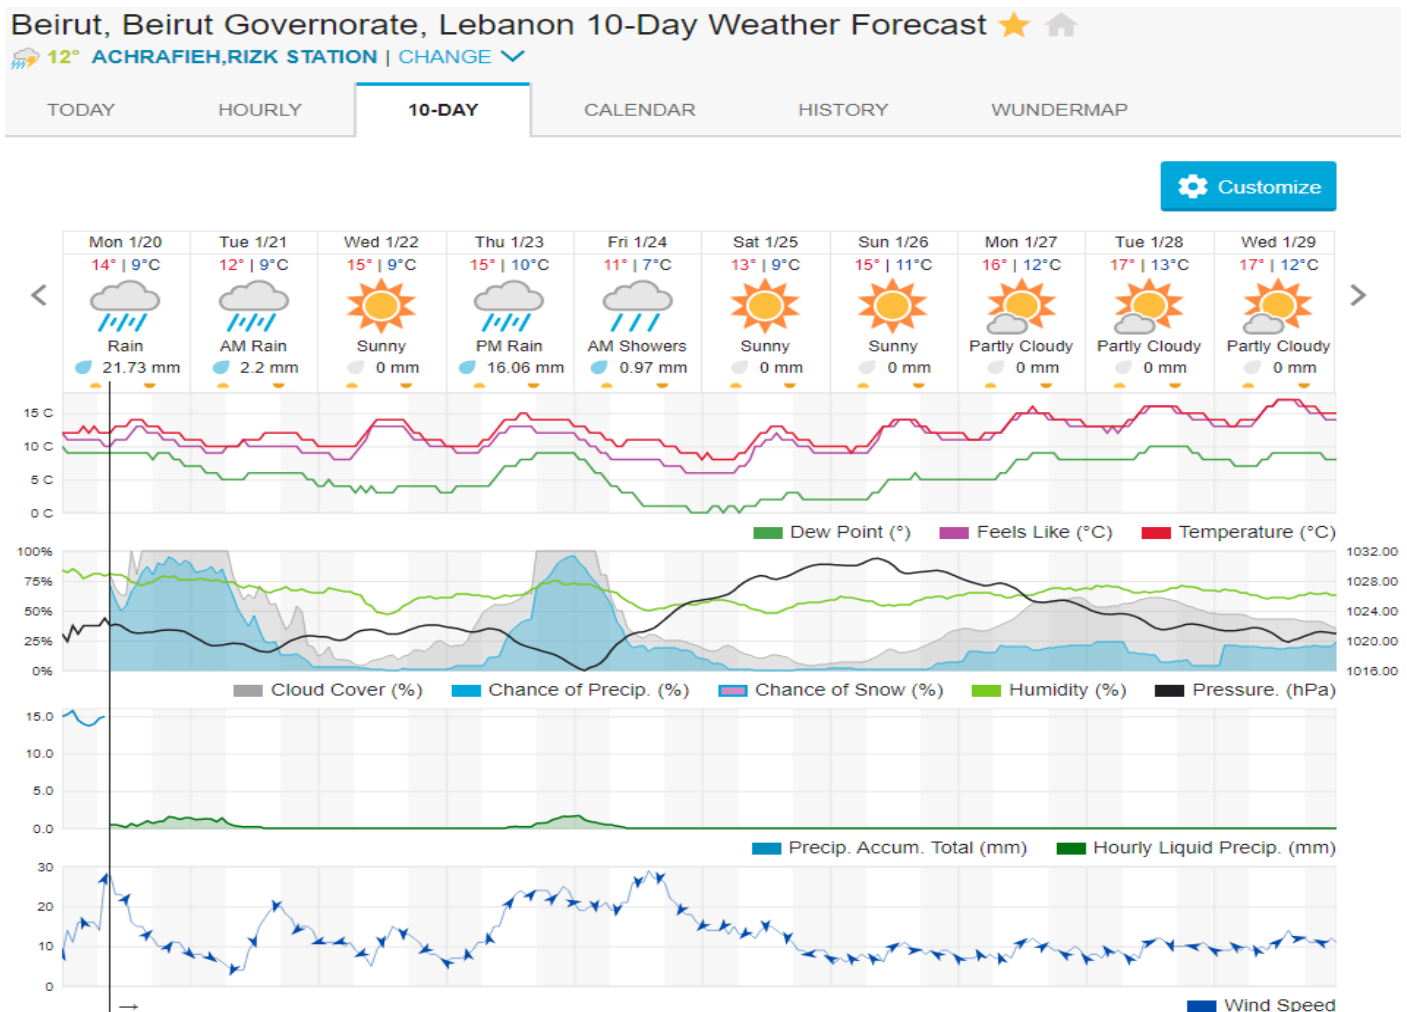 Beirut, Beirut Governorate, Lebanon 10-Day Weather Forecast
12° ACHRAFIEH,RIZK STATION | CHANGE
TODAY HOURLY 10-DAY CALENDAR HISTORY WUNDERMAP
Customize
Mon 1/20 Tue 1/21 Wed 1/22 Thu 1/23 Fri 1/24 Sat 1/25 Sun 1/26 Mon 1/27 Tue 1/28 Wed 1/29
14° | 9°C 12° | 9°C 15° | 9°C 15° | 10°C 11° | 7°C 13° | 9°C 15° | 11°C 16° | 12°C 17° | 13°C 17° | 12°C
Rain AM Rain Sunny PM Rain AM Showers Sunny Sunny Partly Cloudy Partly Cloudy Partly Cloudy
21.73 mm 2.2 mm 0 mm 16.06 mm 0.97 mm 0 mm 0 mm 0 mm 0 mm 0 mm
15 C
10 C
5 C
0 C
Dew Point (°) Feels Like (°C) Temperature (°C)
100% 1032.00
75% 1028.00
50% 1024.00
25% 1020.00
0% 1016.00
Cloud Cover (%) Chance of Precip. (%) Chance of Snow (%) Humidity (%) Pressure. (hPa)
15.0
10.0
5.0
0.0
Precip. Accum. Total (mm) Hourly Liquid Precip. (mm)
30
20
10
0
Wind Speed